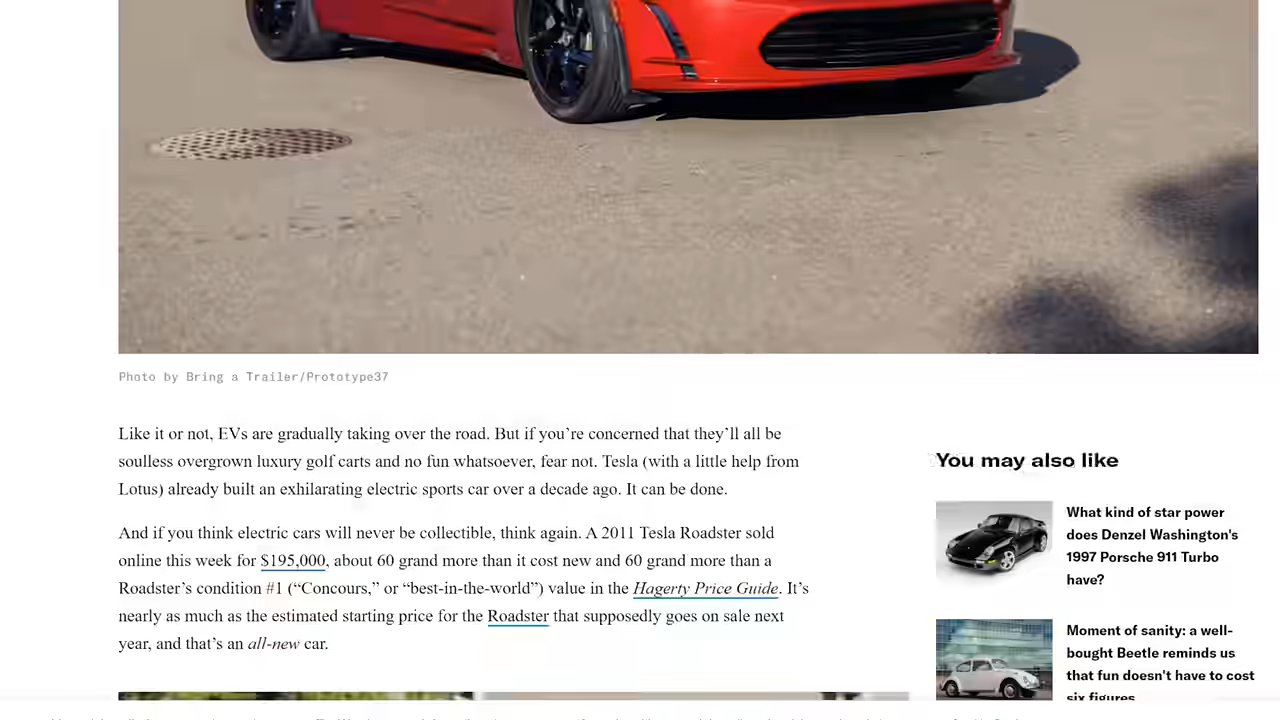 Photo by Bring a Trailer/Prototype37
Like it or not, EVs are gradually taking over the road. But if you’re concerned that they’ll all be
soulless overgrown luxury golf carts and no fun whatsoever, fear not. Tesla (with a little help from
Lotus) already built an exhilarating electric sports car over a decade ago. It can be done.
And if you think electric cars will never be collectible, think again. A 2011 Tesla Roadster sold
online this week for $195,000, about 60 grand more than it cost new and 60 grand more than a
Roadster’s condition #1 (“Concours,” or “best-in-the-world”) value in the Hagerty Price Guide. It’s
nearly as much as the estimated starting price for the Roadster that supposedly goes on sale next
year, and that’s an all-new car.
You may also like
What kind of star power
does Denzel Washington's
1997 Porsche 911 Turbo
have?
Moment of sanity: a well-
bought Beetle reminds us
that fun doesn't have to cost
six figures